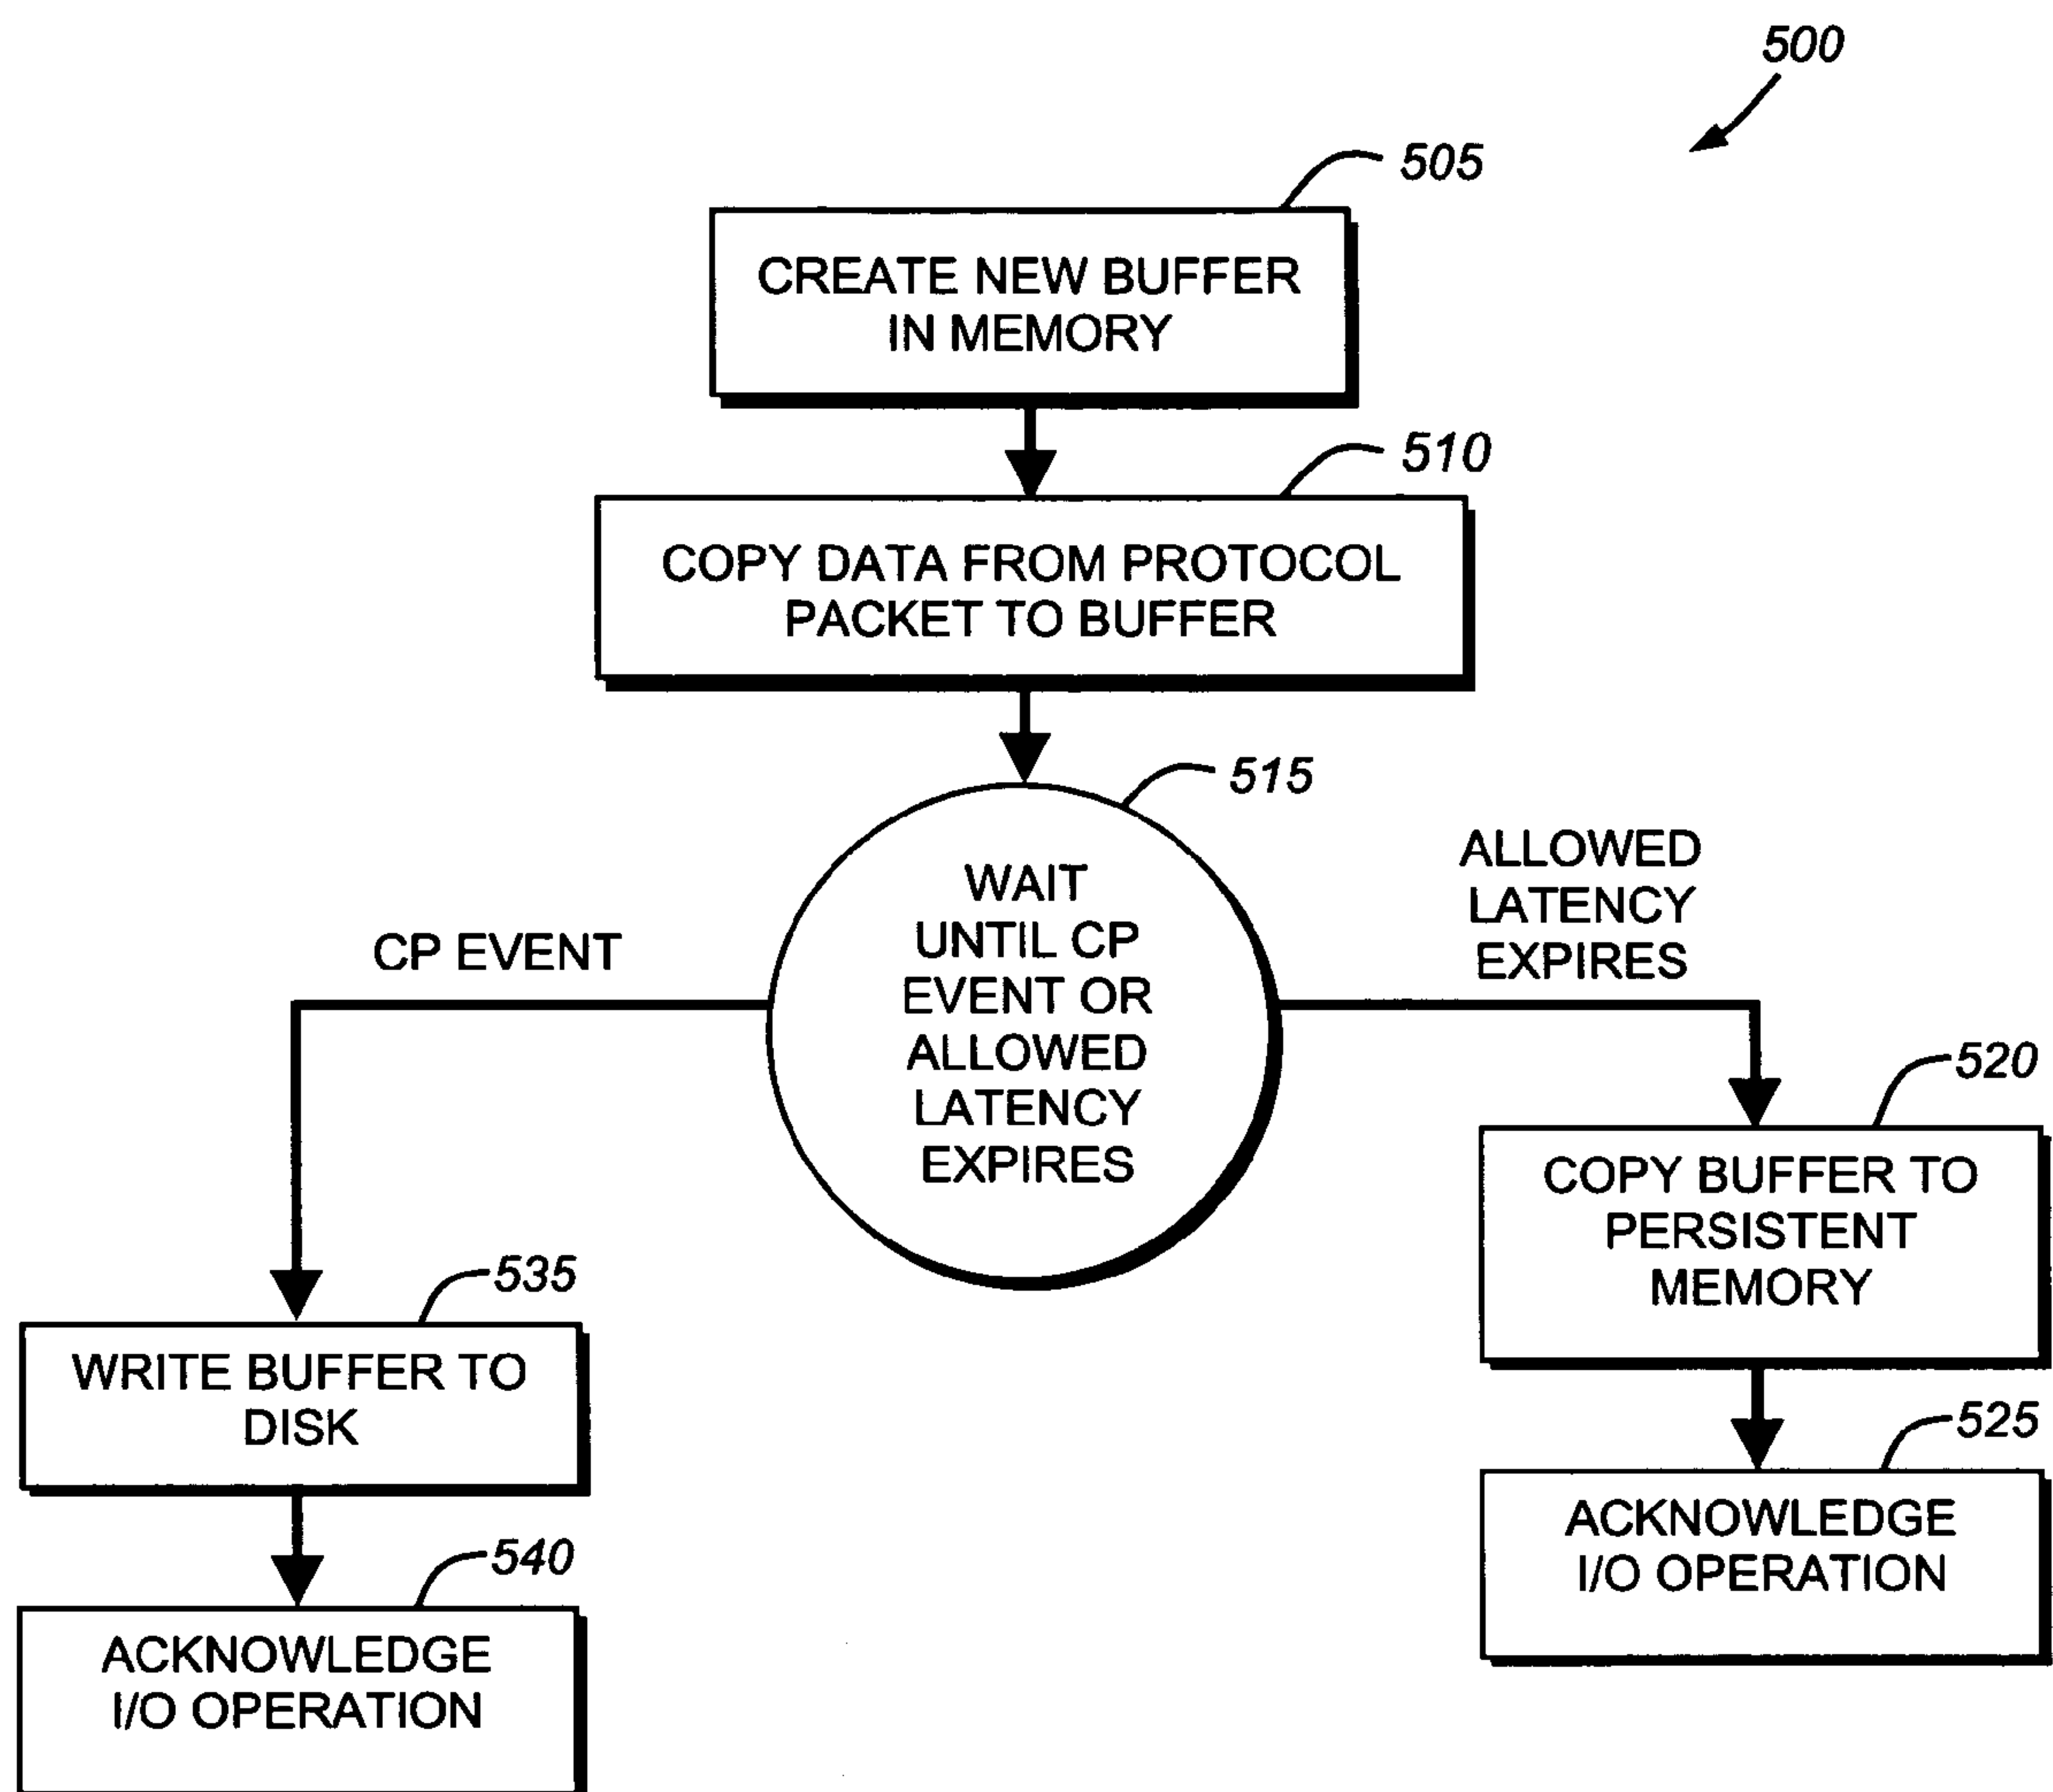 500
505
CREATE NEW BUFFER
IN MEMORY
510
COPY DATA FROM PROTOCOL
PACKET TO BUFFER
515
WAIT
UNTIL CP
EVENT OR
ALLOWED
LATENCY
EXPIRES
CP EVENT
ALLOWED
LATENCY
EXPIRES
520
COPY BUFFER TO
PERSISTENT
MEMORY
535
WRITE BUFFER TO
DISK
525
ACKNOWLEDGE
I/O OPERATION
540
ACKNOWLEDGE
I/O OPERATION